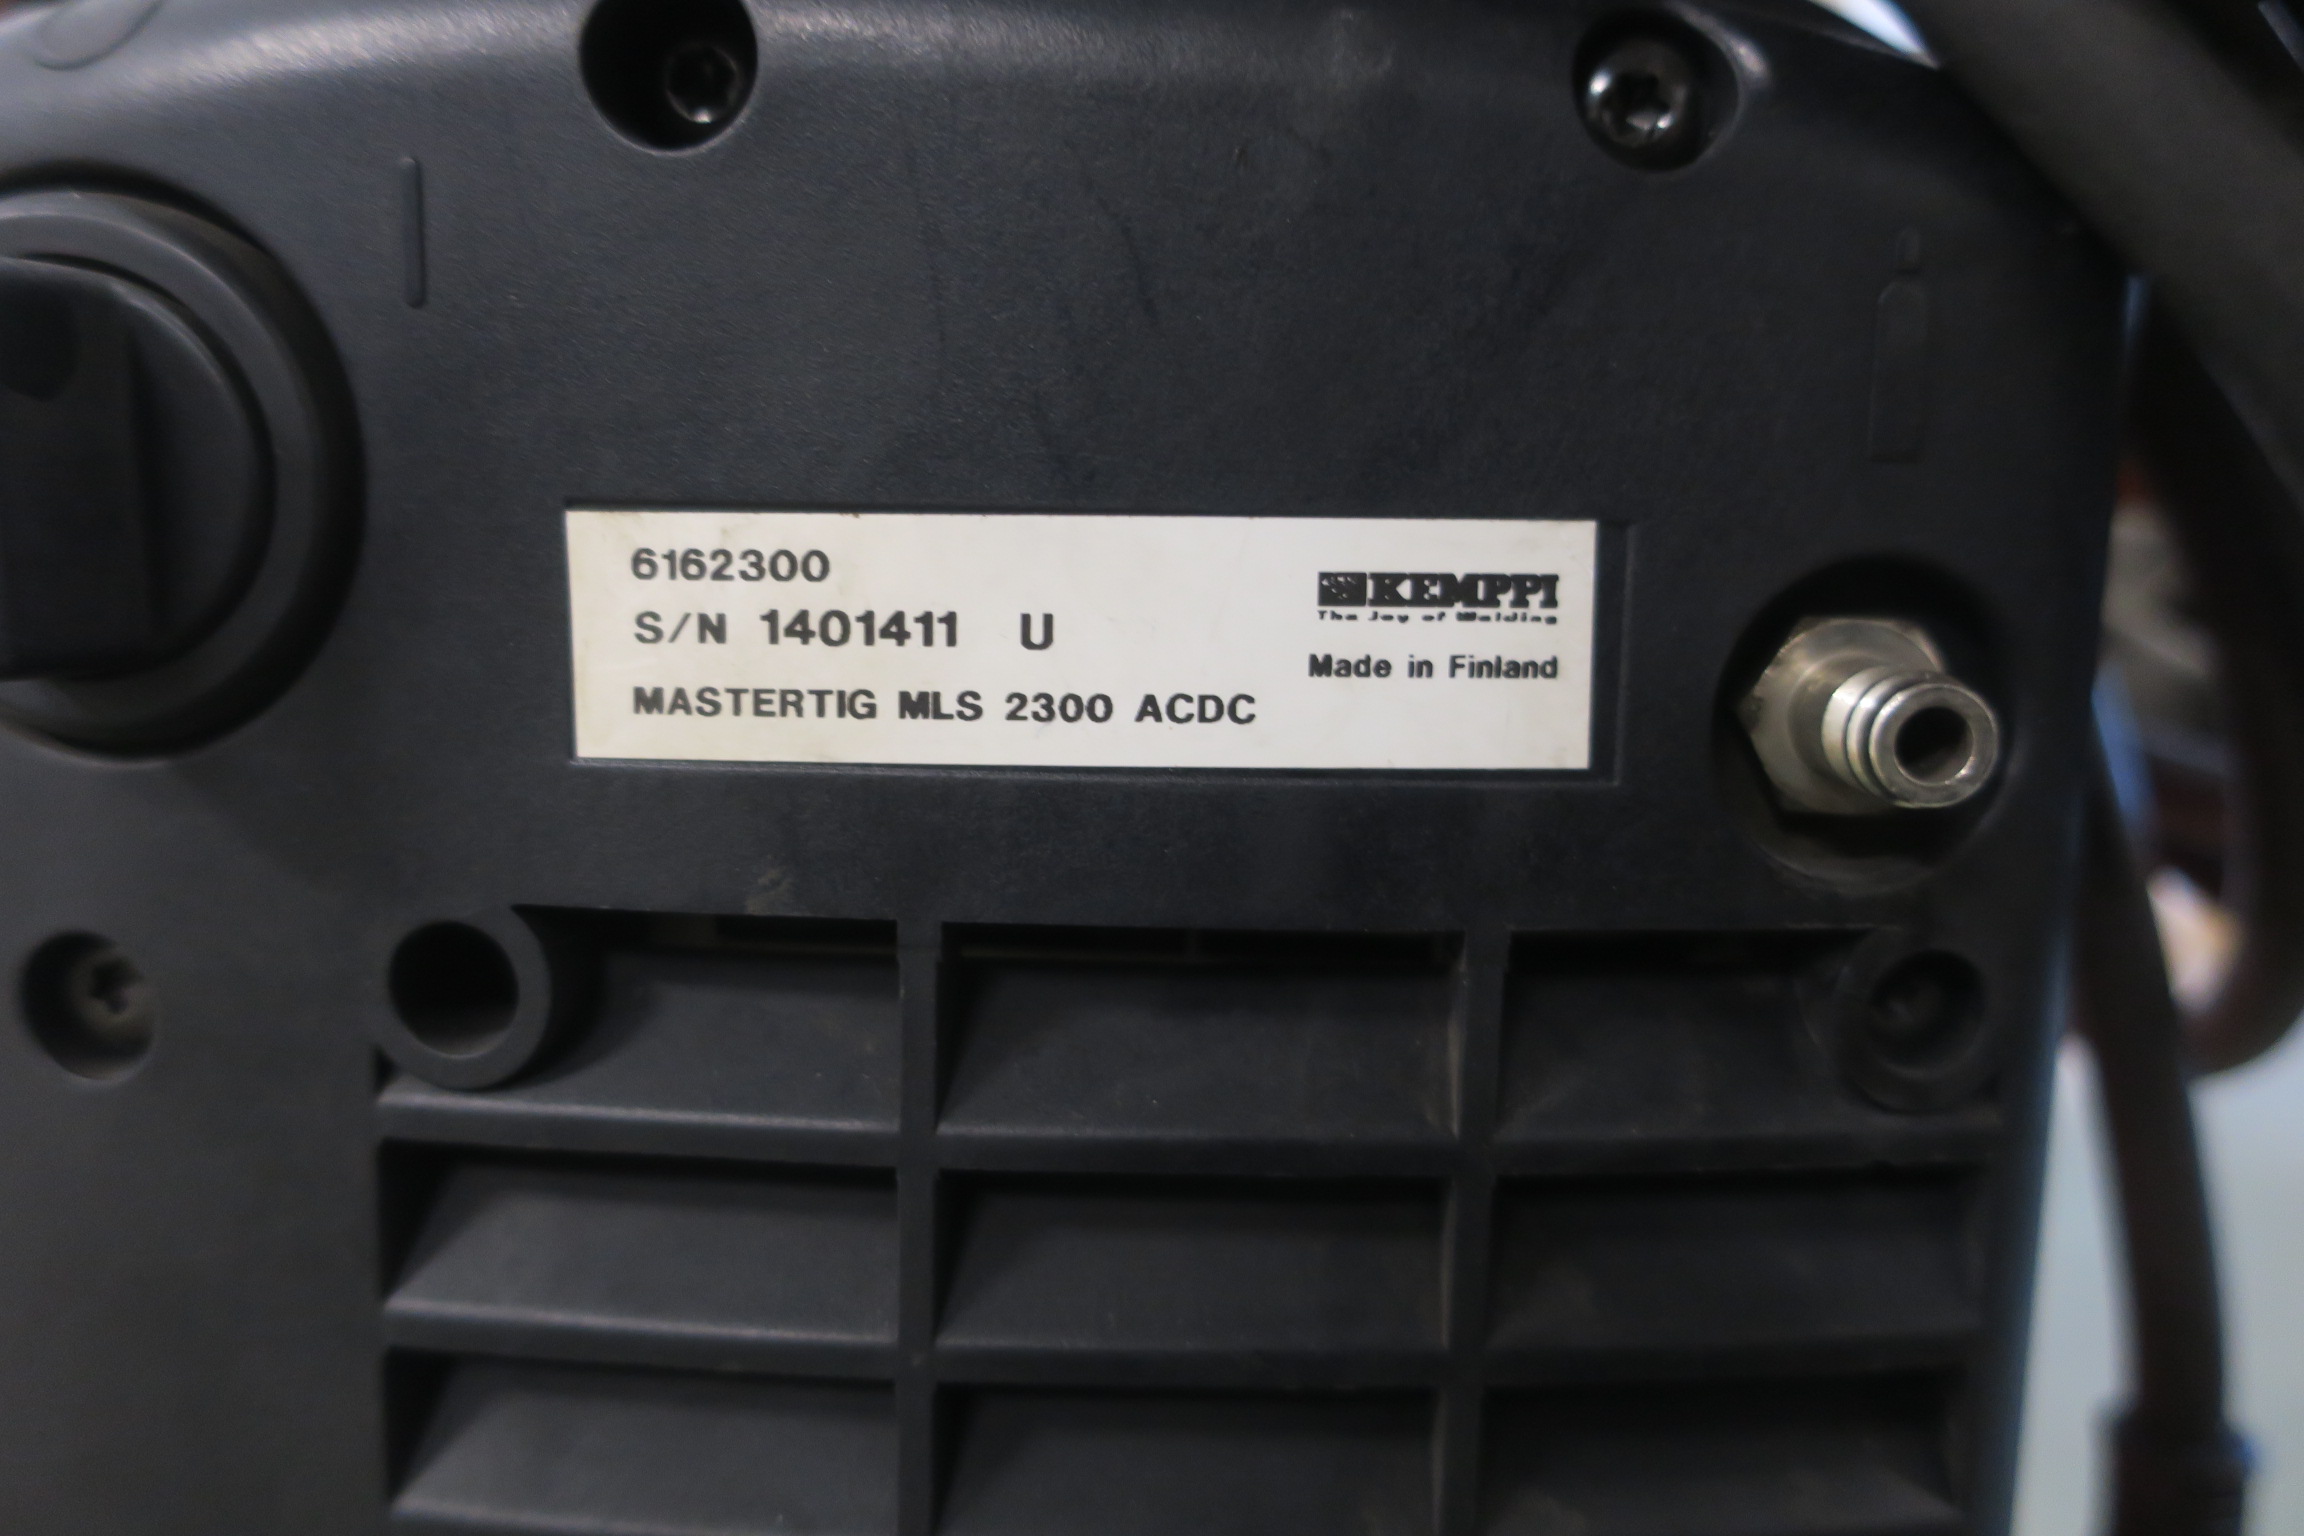 6162300
S/N 1401411 U
MASTERTIG MLS 2300 ACDC
KEMPPI
The Joy of Welding
Made in Finland